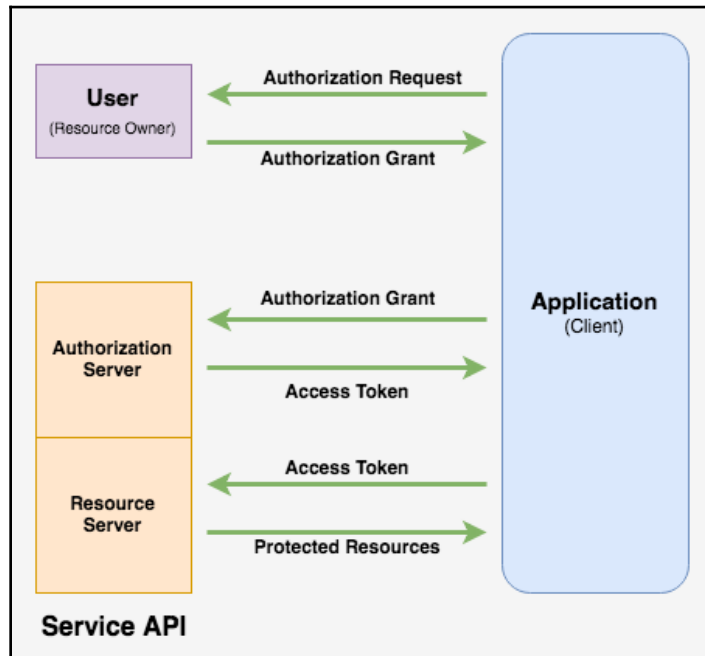 Authorization Request
User
(Resource Owner)
Authorization Grant
Authorization Grant
Application
(Client)
Authorization
Server
Access Token
Access Token
Resource
Server
Protected Resources
Service API